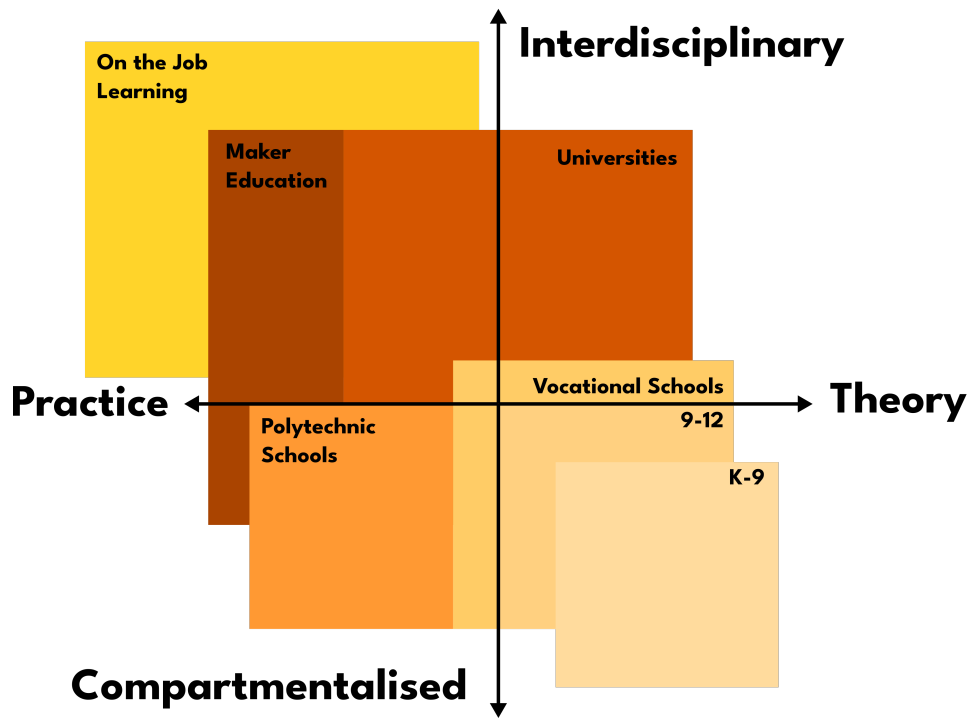 Interdisciplinary
On the Job
Learning
Maker
Education
Universities
Practice
Theory
Vocational Schools
9-12
Polytechnic
Schools
K-9
Compartmentalised